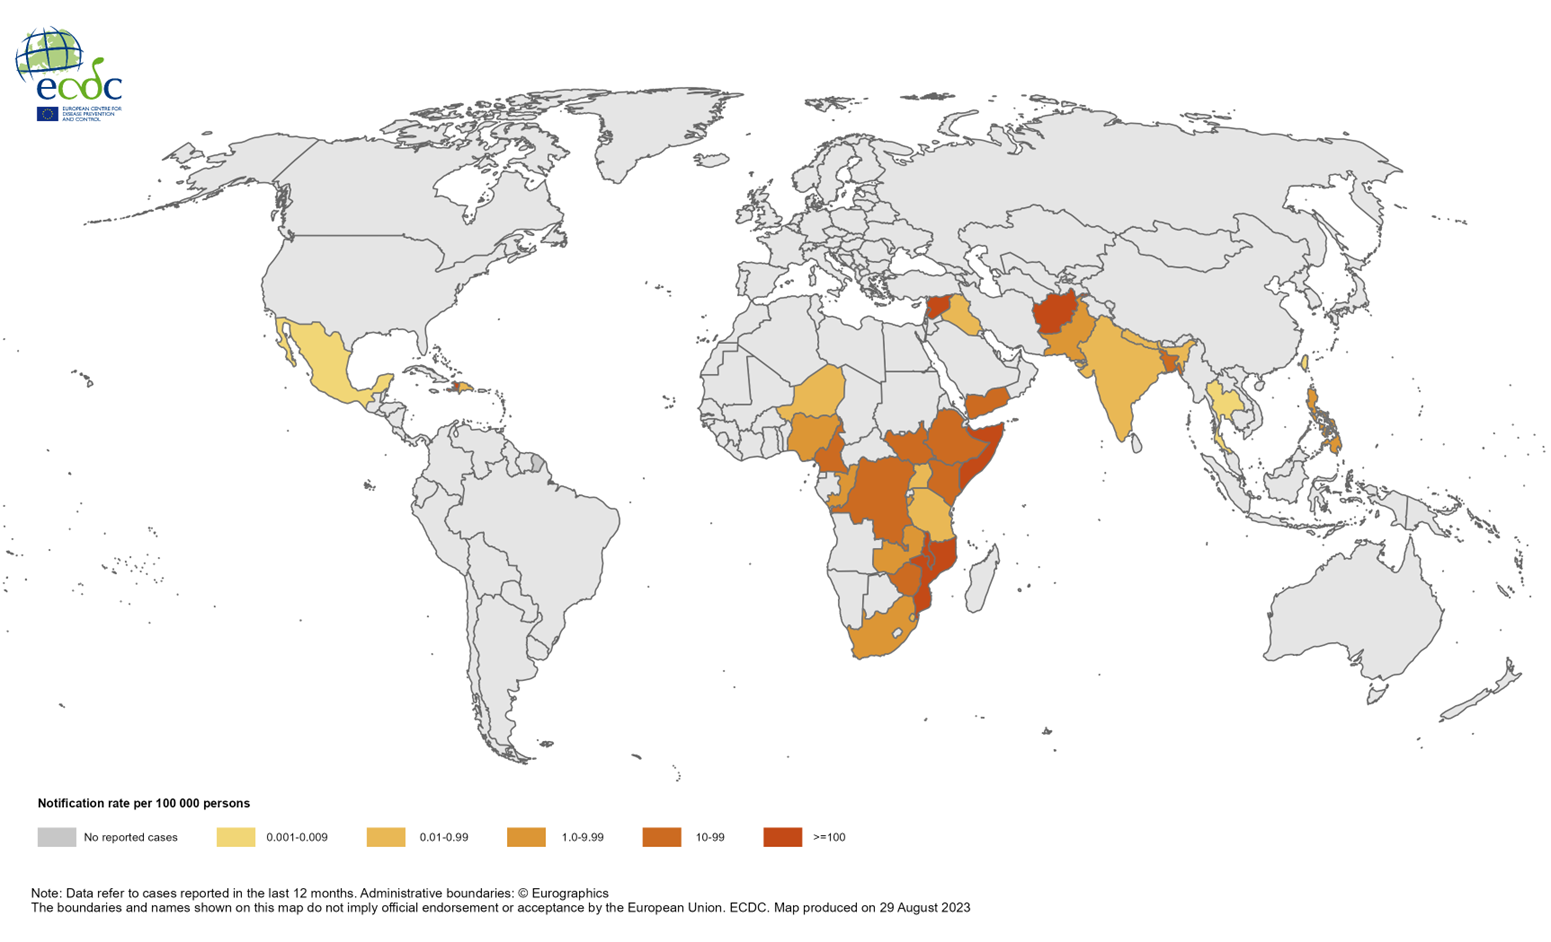 ecdc
EUROPEAN CENTRE FOR
DISEASE PREVENTION
AND CONTROL
Notification rate per 100 000 persons
No reported cases
0.001-0.009
0.01-0.99
1.0-9.99
10-99
>=100
Note: Data refer to cases reported in the last 12 months. Administrative boundaries: © Eurographics
The boundaries and names shown on this map do not imply official endorsement or acceptance by the European Union. ECDC. Map produced on 29 August 2023